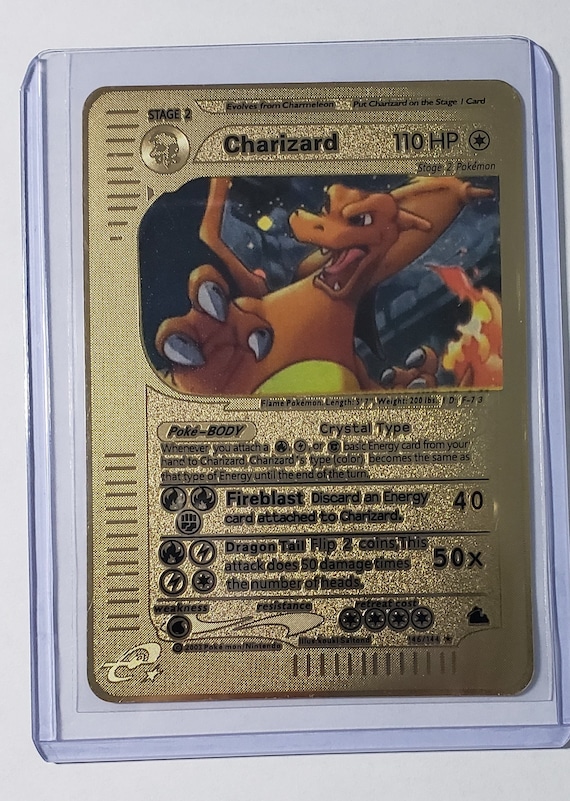 Evolves from Charmeleon Put Charizard on the Stage 1 Card
STAGE 2
Charizard 110 HP
Stage 2 Pokémon
Flame Pokémon, Length: 5' 7" Weight: 200 lbs.
Poké-BODY Crystal Type
Whenever you attach a , , or basic Energy card from your
hand to Charizard Charizard's type (color) becomes the same as
that type of Energy until the end of the turn.
Fireblast Discard an Energy 40
card attached to Charizard.
Dragon Tail Flip 2 coins This
attack does 50 damage times 50x
the number of heads.
weakness resistance retreat cost
146/144